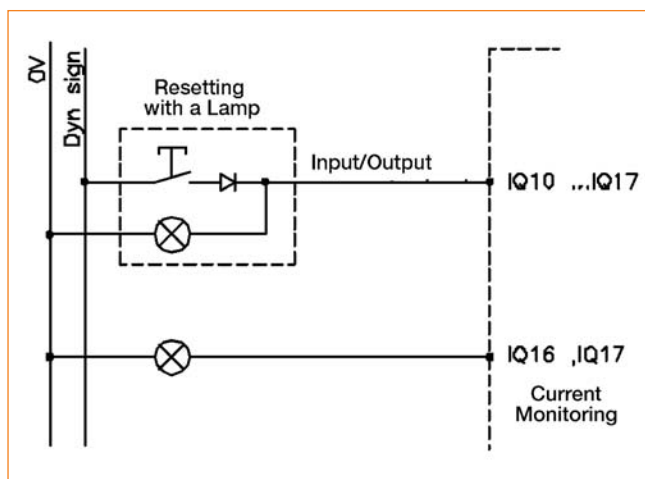 0V
Dyn sign
Resetting
with a Lamp
Input/Output
IQ10 ...IQ17
IQ16 ,IQ17
Current
Monitoring